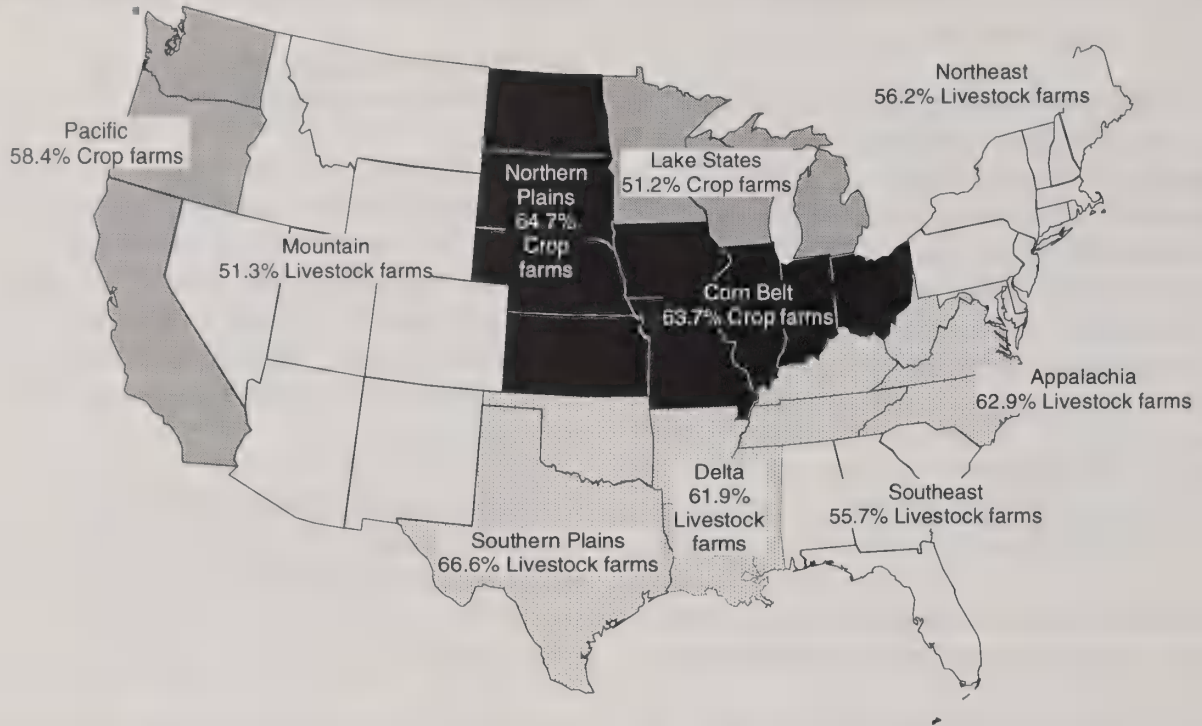 Northeast
56.2% Livestock farms
Pacific
58.4% Crop farms
Lake States
51.2% Crop farms
Northern
Plains
64.7%
Crop
farms
Mountain
51.3% Livestock farms
Corn Belt
63.7% Crop farms
Appalachia
62.9% Livestock farms
Delta
61.9%
Livestock
farms
Southeast
55.7% Livestock farms
Southern Plains
66.6% Livestock farms